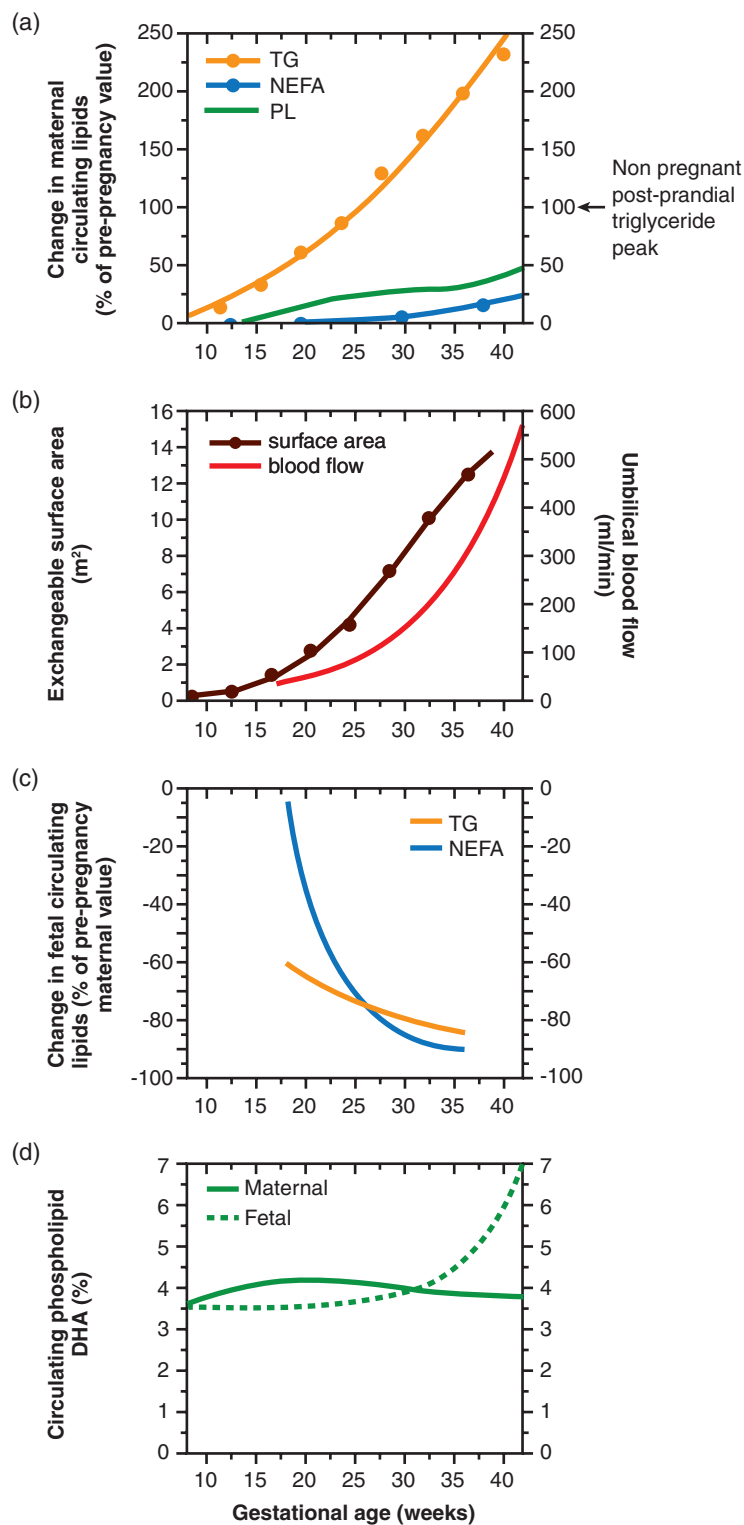 (a)
Change in maternal
circulating lipids
(% of pre-pregnancy value)
250
200
150
100
50
0
TG
NEFA
PL
250
200
150
100
50
0
Non pregnant
post-prandial
triglyceride
peak
10 15 20 25 30 35 40
(b)
Exchangeable surface area
(m²)
16
14
12
10
8
6
4
2
0
surface area
blood flow
600
500
400
300
200
100
0
Umbilical blood flow
(ml/min)
10 15 20 25 30 35 40
(c)
Change in fetal circulating
lipids (% of pre-pregnancy
maternal value)
0
-20
-40
-60
-80
-100
TG
NEFA
0
-20
-40
-60
-80
-100
10 15 20 25 30 35 40
(d)
Circulating phospholipid
DHA (%)
7
6
5
4
3
2
1
0
Maternal
Fetal
7
6
5
4
3
2
1
0
10 15 20 25 30 35 40
Gestational age (weeks)